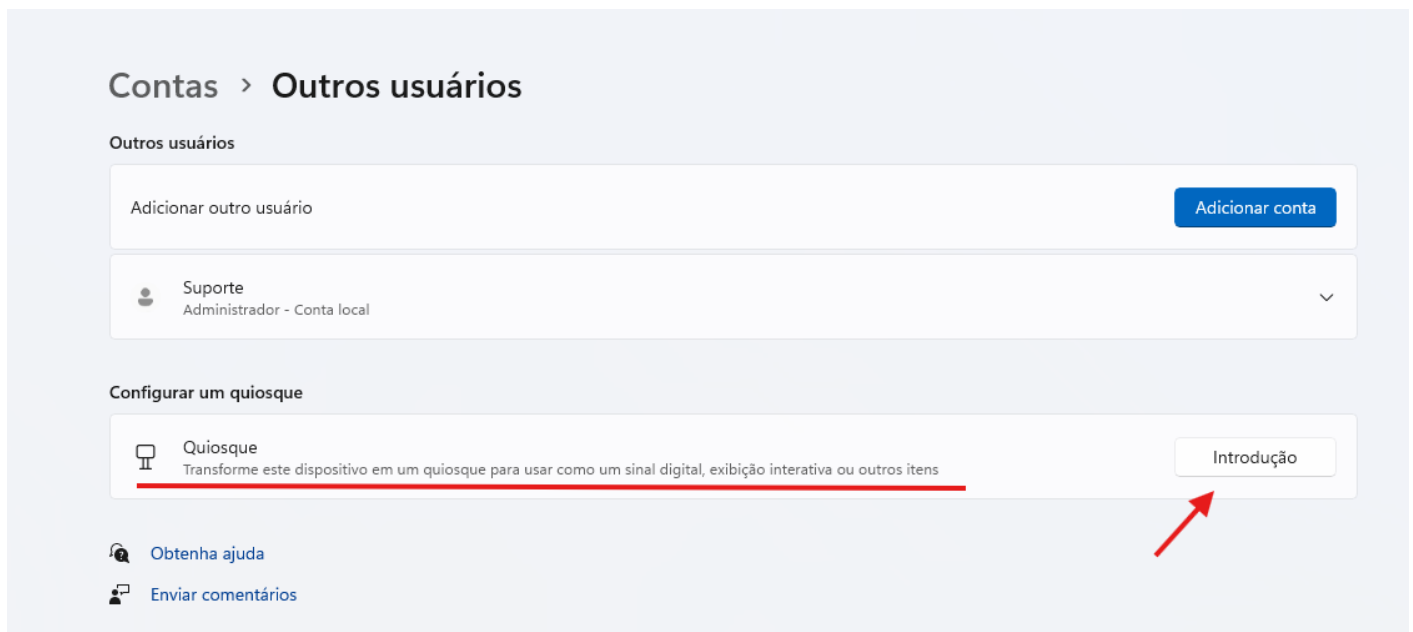 Contas > Outros usuários
Outros usuários
Adicionar outro usuário
Adicionar conta
Suporte
Administrador - Conta local
Configurar um quiosque
Quiosque
Transforme este dispositivo em um quiosque para usar como um sinal digital, exibição interativa ou outros itens
Introdução
Obtenha ajuda
Enviar comentários